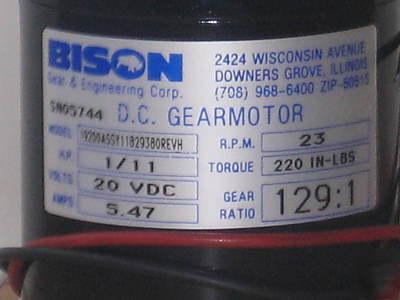 BISON
Gear & Engineering Corp.
2424 WISCONSIN AVENUE
DOWNERS GROVE, ILLINOIS
(708) 968-6400 ZIP-60515
SN05744 D.C. GEARMOTOR
MODEL
R.P.M. 23
H.P. 1/11
TORQUE 220 IN-LBS
VOLTS 20 VDC
AMPS 5.47
GEAR RATIO 129:1